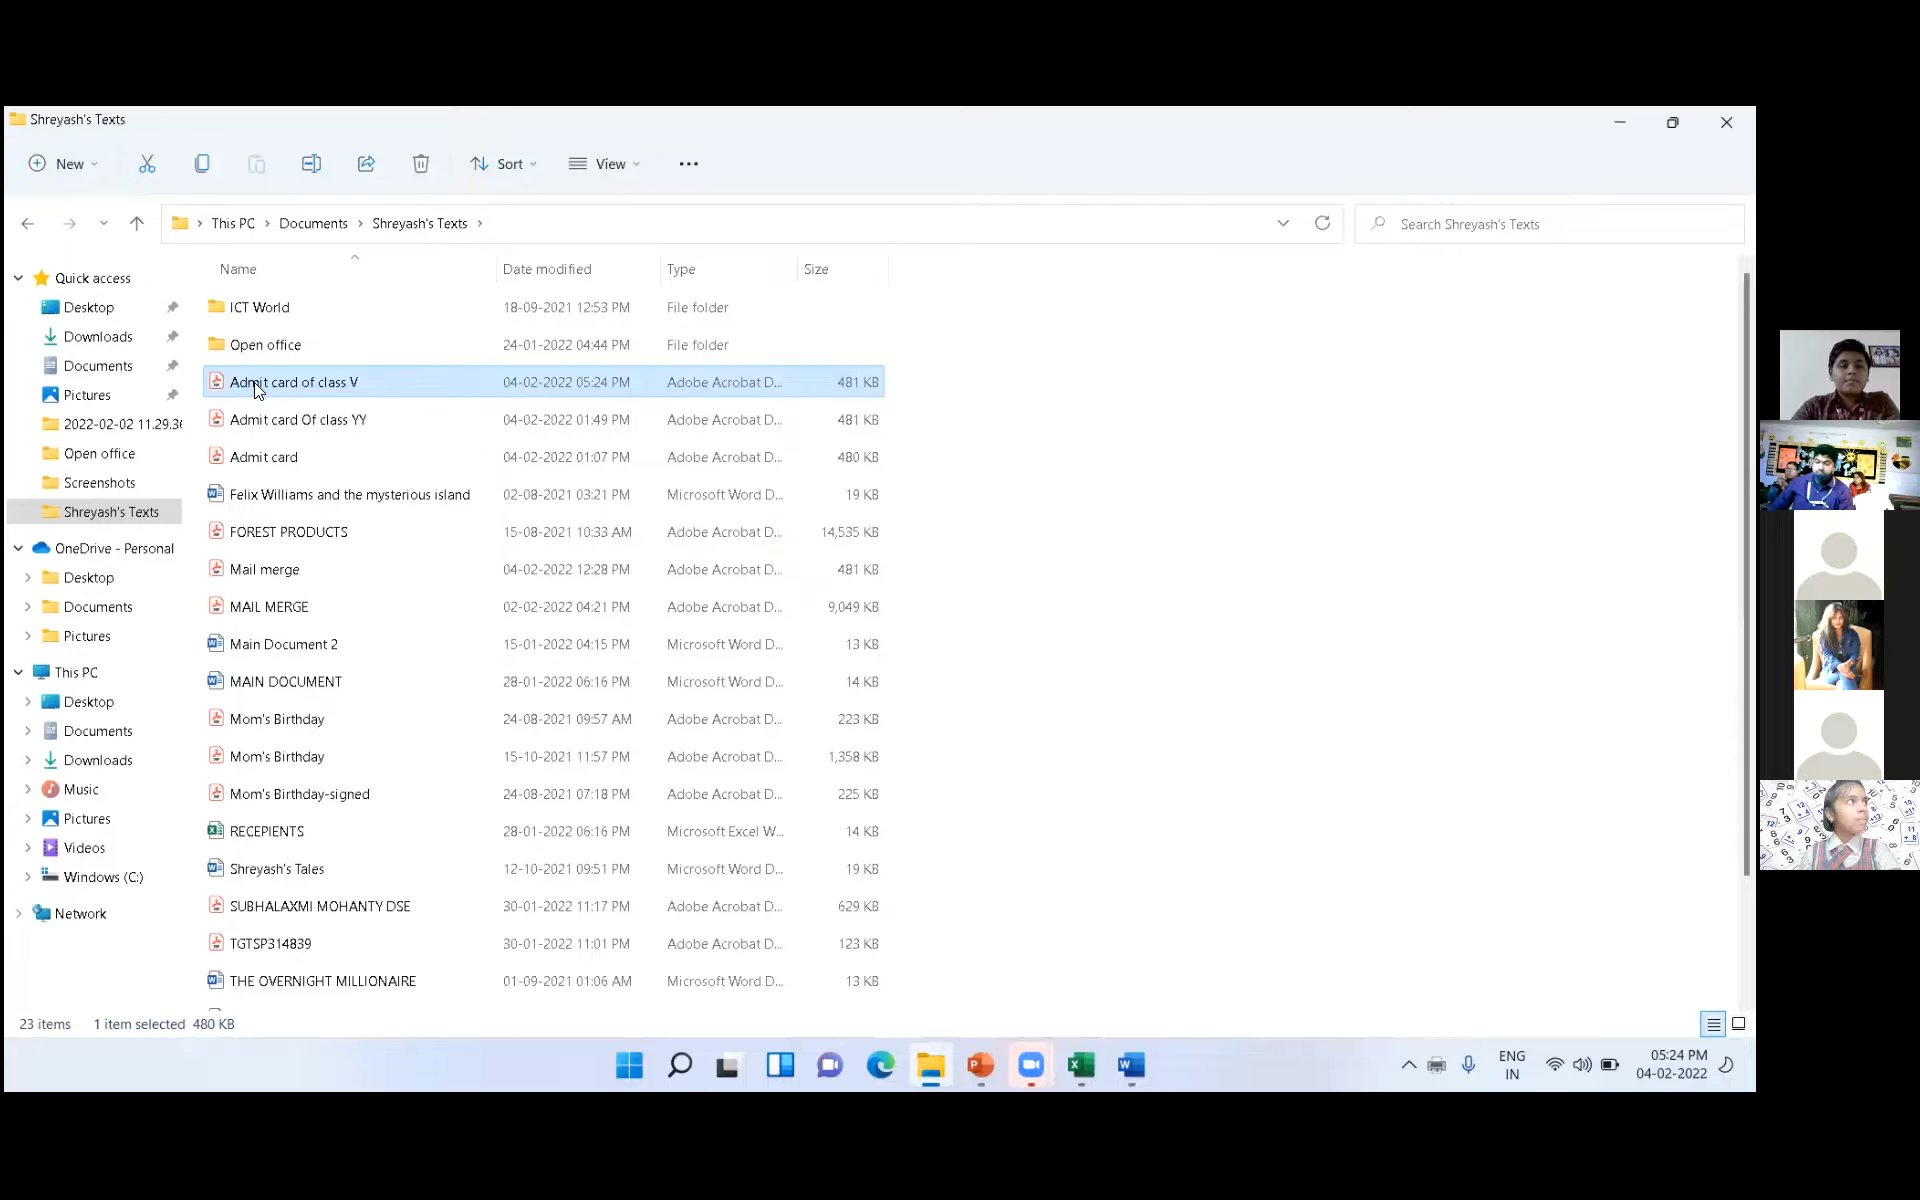 Shreyash's Texts
New
Sort
View
This PC > Documents > Shreyash's Texts >
Search Shreyash's Texts
Quick access
Desktop
Downloads
Documents
Pictures
2022-02-02 11.29.3
Open office
Screenshots
Shreyash's Texts
OneDrive - Personal
Desktop
Documents
Pictures
This PC
Desktop
Documents
Downloads
Music
Pictures
Videos
Windows (C:)
Network
Name Date modified Type Size
ICT World 18-09-2021 12:53 PM File folder
Open office 24-01-2022 04:44 PM File folder
Admit card of class V 04-02-2022 05:24 PM Adobe Acrobat D... 481 KB
Admit card Of class YY 04-02-2022 01:49 PM Adobe Acrobat D... 481 KB
Admit card 04-02-2022 01:07 PM Adobe Acrobat D... 480 KB
Felix Williams and the mysterious island 02-08-2021 03:21 PM Microsoft Word D... 19 KB
FOREST PRODUCTS 15-08-2021 10:33 AM Adobe Acrobat D... 14,535 KB
Mail merge 04-02-2022 12:28 PM Adobe Acrobat D... 481 KB
MAIL MERGE 02-02-2022 04:21 PM Adobe Acrobat D... 9,049 KB
Main Document 2 15-01-2022 04:15 PM Microsoft Word D... 13 KB
MAIN DOCUMENT 28-01-2022 06:16 PM Microsoft Word D... 14 KB
Mom's Birthday 24-08-2021 09:57 AM Adobe Acrobat D... 223 KB
Mom's Birthday 15-10-2021 11:57 PM Adobe Acrobat D... 1,358 KB
Mom's Birthday-signed 24-08-2021 07:18 PM Adobe Acrobat D... 225 KB
RECEPIENTS 28-01-2022 06:16 PM Microsoft Excel W... 14 KB
Shreyash's Tales 12-10-2021 09:51 PM Microsoft Word D... 19 KB
SUBHALAXMI MOHANTY DSE 30-01-2022 11:17 PM Adobe Acrobat D... 629 KB
TGTSP314839 30-01-2022 11:01 PM Adobe Acrobat D... 123 KB
THE OVERNIGHT MILLIONAIRE 01-09-2021 01:06 AM Microsoft Word D... 13 KB
23 items 1 item selected 480 KB
ENG
IN
05:24 PM
04-02-2022